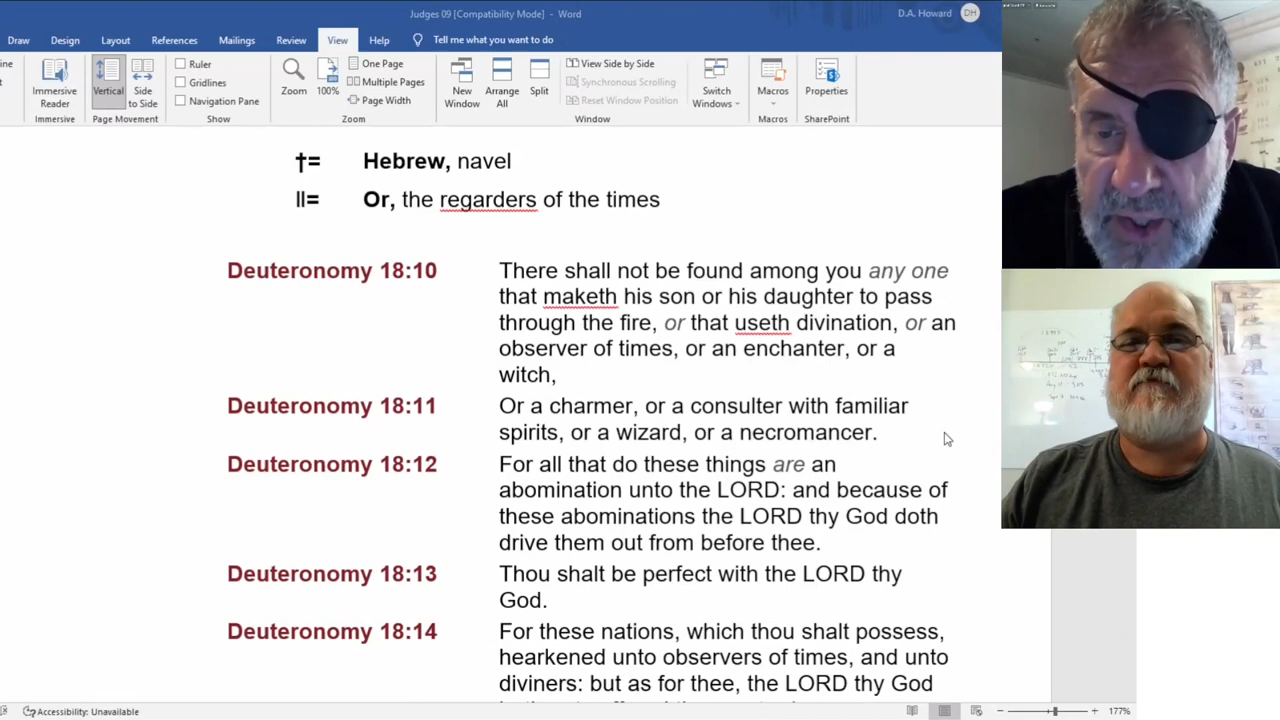 Judges 09 [Compatibility Mode] - Word
D.A. Howard
DH
Draw
Design
Layout
References
Mailings
Review
View
Help
Tell me what you want to do
Immersive Reader
Immersive
Vertical
Side to Side
Page Movement
Ruler
Gridlines
Navigation Pane
Show
Zoom
100%
One Page
Multiple Pages
Page Width
Zoom
New Window
Arrange All
Split
View Side by Side
Synchronous Scrolling
Reset Window Position
Switch Windows
Window
Macros
Macros
Properties
SharePoint
†= Hebrew, navel
‖= Or, the regarders of the times
Deuteronomy 18:10 There shall not be found among you any one
that maketh his son or his daughter to pass
through the fire, or that useth divination, or an
observer of times, or an enchanter, or a
witch,
Deuteronomy 18:11 Or a charmer, or a consulter with familiar
spirits, or a wizard, or a necromancer.
Deuteronomy 18:12 For all that do these things are an
abomination unto the LORD: and because of
these abominations the LORD thy God doth
drive them out from before thee.
Deuteronomy 18:13 Thou shalt be perfect with the LORD thy
God.
Deuteronomy 18:14 For these nations, which thou shalt possess,
hearkened unto observers of times, and unto
diviners: but as for thee, the LORD thy God
Accessibility: Unavailable
177%